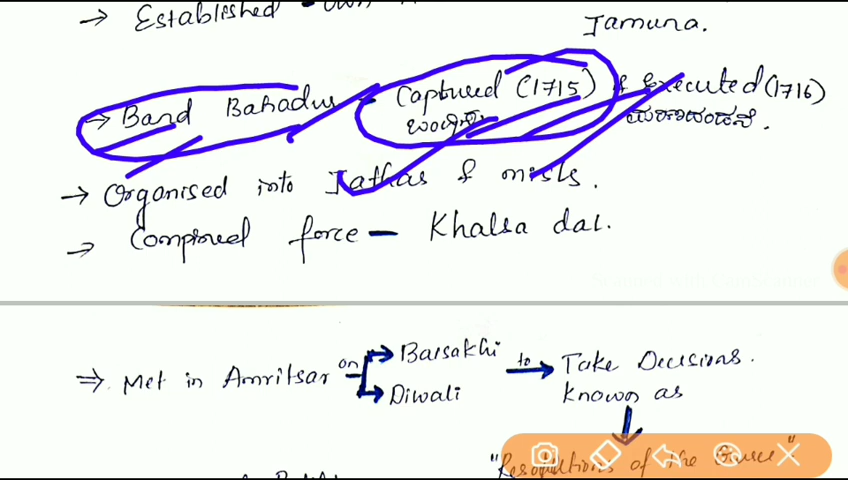 → Established - own
Jamuna.
→ Band Bahadur - Captured (1715) & Executed (1716)
ಬಂಧಿಸಿ ಮರಣದಂಡನೆ.
→ Organised into Jathas & misls.
→ Combined force - Khalsa dal.
⇒ Met in Amritsar on → Baisakhi to → Take Decisions.
→ Diwali Known as
"Resolutions of the Guru"